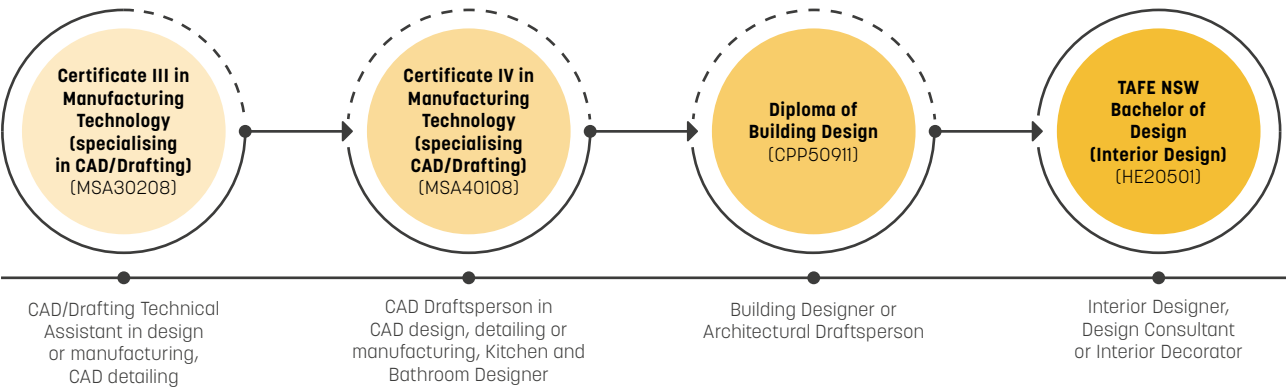 Certificate III in
Manufacturing
Technology
(specialising
in CAD/Drafting)
(MSA30208)
Certificate IV in
Manufacturing
Technology
(specialising
CAD/Drafting)
(MSA40108)
Diploma of
Building Design
(CPP50911)
TAFE NSW
Bachelor of
Design
(Interior Design)
(HE20501)
CAD/Drafting Technical
Assistant in design
or manufacturing,
CAD detailing
CAD Draftsperson in
CAD design, detailing or
manufacturing, Kitchen and
Bathroom Designer
Building Designer or
Architectural Draftsperson
Interior Designer,
Design Consultant
or Interior Decorator